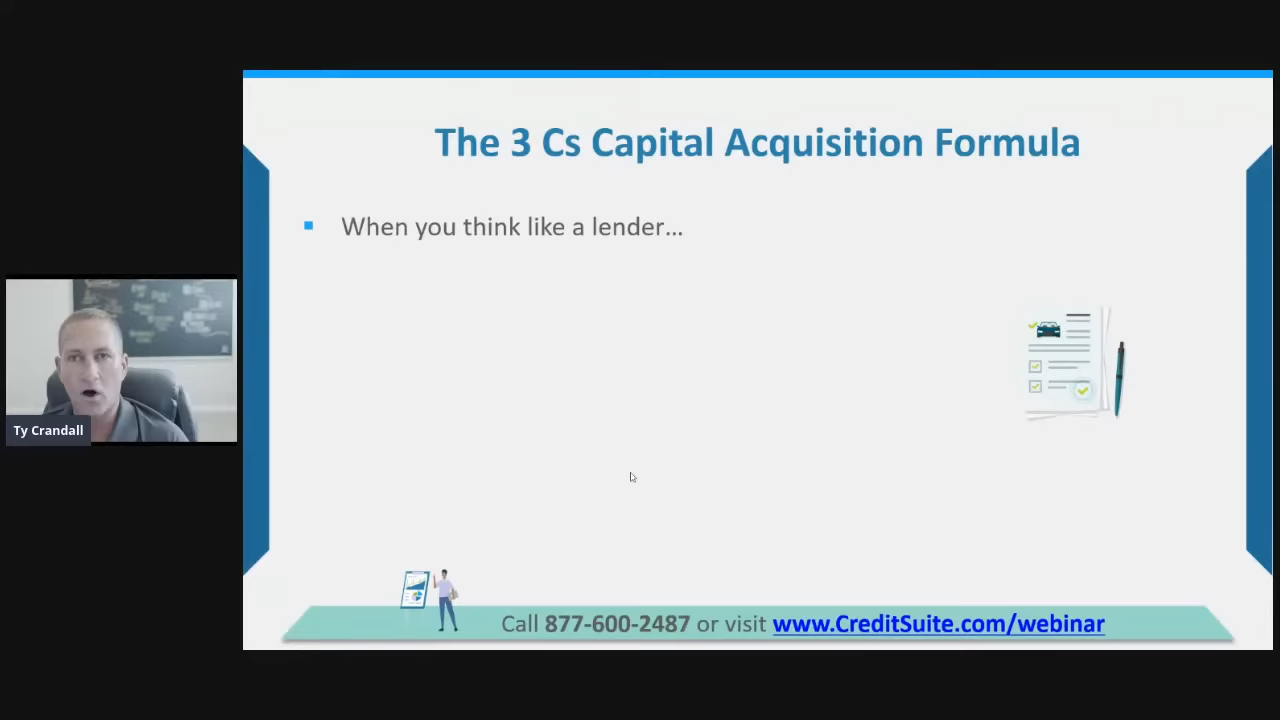 The 3 Cs Capital Acquisition Formula
When you think like a lender...
Ty Crandall
Call 877-600-2487 or visit www.CreditSuite.com/webinar